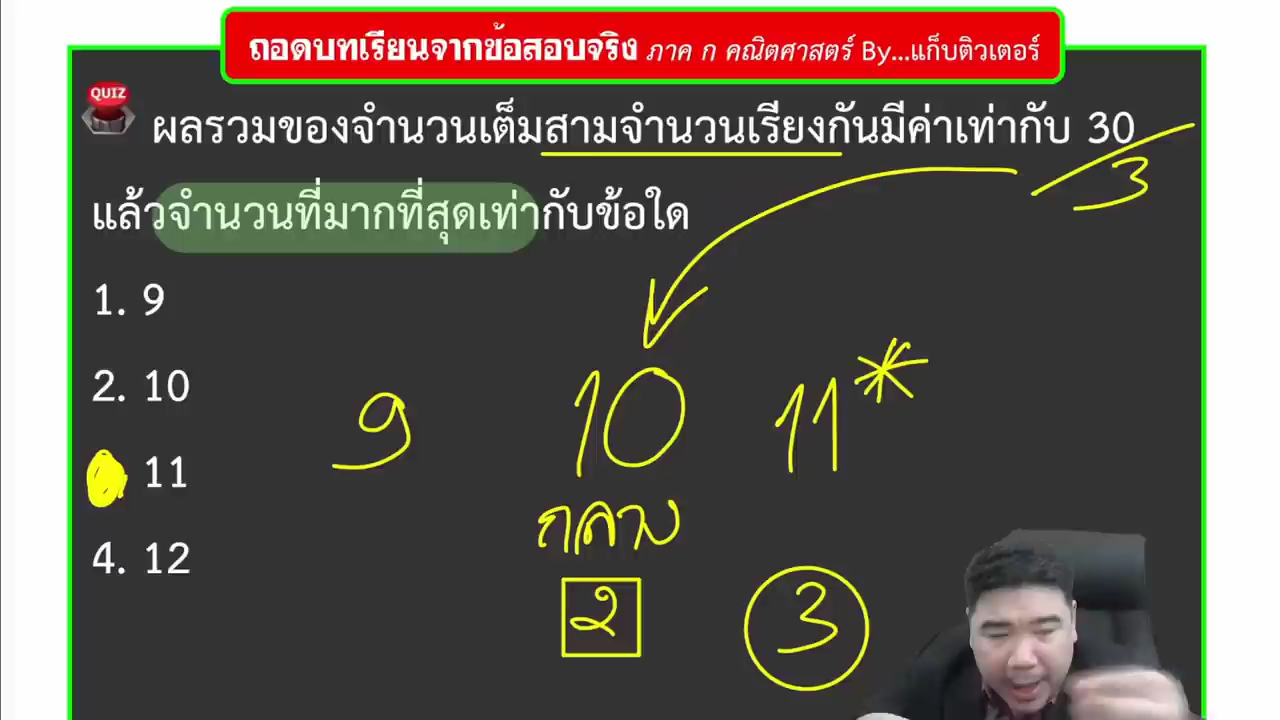 ถอดบทเรียนจากข้อสอบจริง ภาค ก คณิตศาสตร์ By...แก็บติวเตอร์
QUIZ
ผลรวมของจำนวนเต็มสามจำนวนเรียงกันมีค่าเท่ากับ 30
3
แล้วจำนวนที่มากที่สุดเท่ากับข้อใด
1. 9
2. 10
11
4. 12
9 10 11*
กลาง
2 3